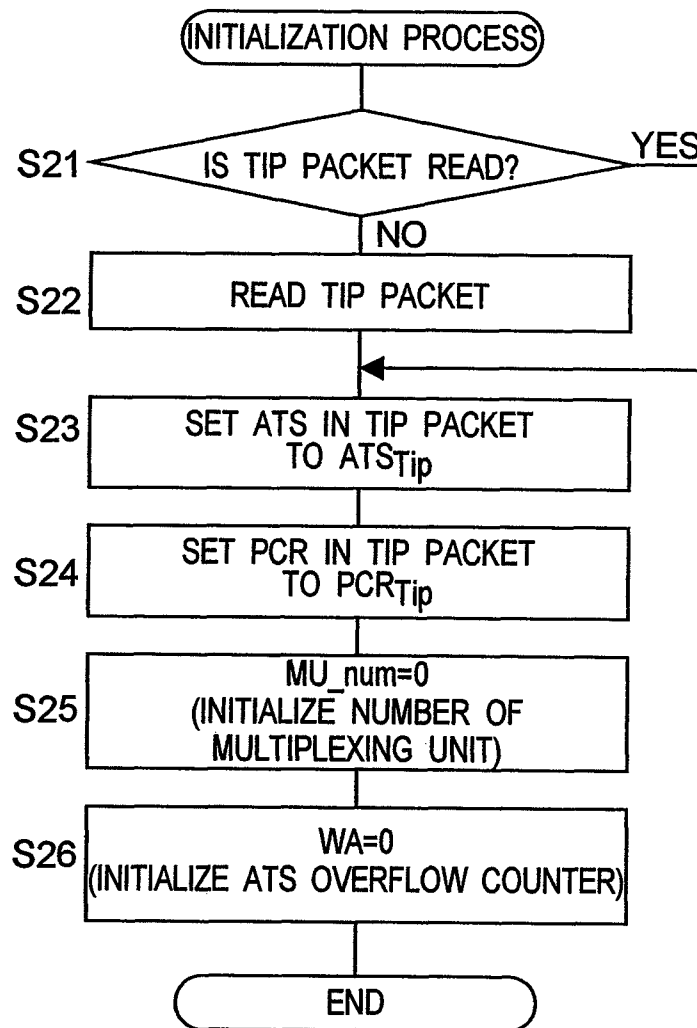 INITIALIZATION PROCESS
S21
IS TIP PACKET READ?
YES
NO
S22
READ TIP PACKET
S23
SET ATS IN TIP PACKET
TO ATSTip
S24
SET PCR IN TIP PACKET
TO PCRTip
S25
MU_num=0
(INITIALIZE NUMBER OF
MULTIPLEXING UNIT)
S26
WA=0
(INITIALIZE ATS OVERFLOW COUNTER)
END